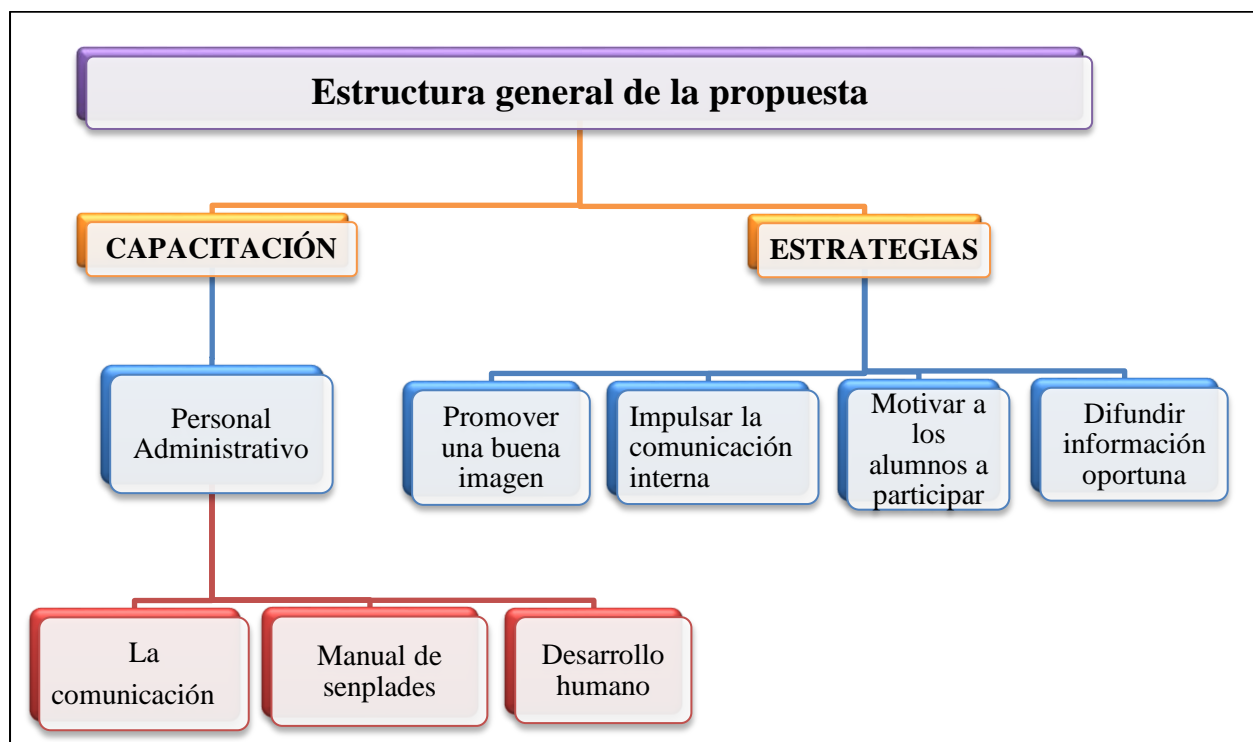 Estructura general de la propuesta
CAPACITACIÓN
ESTRATEGIAS
Personal
Administrativo
Promover
una buena
imagen
Impulsar la
comunicación
interna
Motivar a
los
alumnos a
participar
Difundir
información
oportuna
La
comunicación
Manual de
senplades
Desarrollo
humano